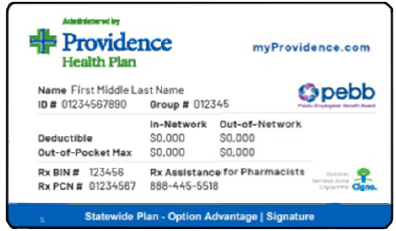 Administered by
Providence
Health Plan
myProvidence.com
Name First Middle Last Name
ID # 01234567890 Group # 012345
pebb
Public Employees' Benefit Board
In-Network Out-of-Network
Deductible $0,000 $0,000
Out-of-Pocket Max $0,000 $0,000
Rx BIN # 123456 Rx Assistance for Pharmacists
Rx PCN # 01234567 888-445-5518
Outside
Service Area
Cigna PPO
Cigna
Statewide Plan - Option Advantage | Signature